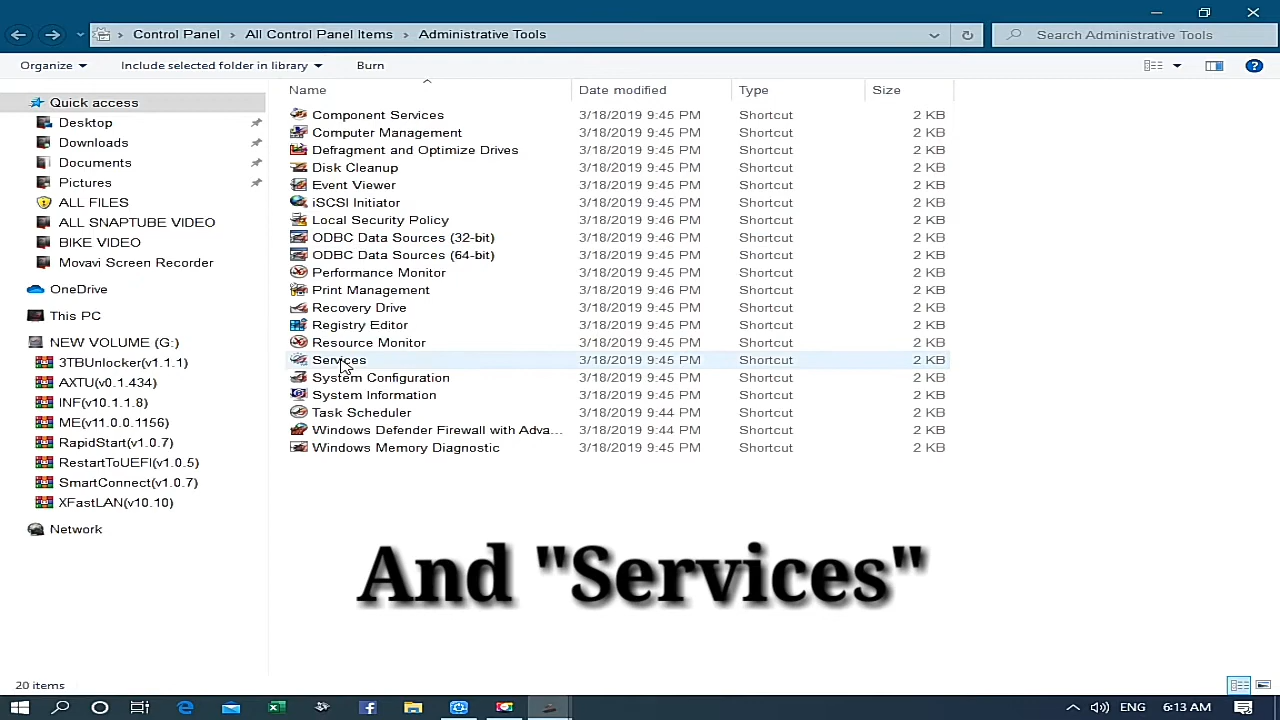 Control Panel > All Control Panel Items > Administrative Tools
Search Administrative Tools
Organize Include selected folder in library Burn
Name Date modified Type Size
Quick access
Desktop
Downloads
Documents
Pictures
ALL FILES
ALL SNAPTUBE VIDEO
BIKE VIDEO
Movavi Screen Recorder
OneDrive
This PC
NEW VOLUME (G:)
3TBUnlocker(v1.1.1)
AXTU(v0.1.434)
INF(v10.1.1.8)
ME(v11.0.0.1156)
RapidStart(v1.0.7)
RestartToUEFI(v1.0.5)
SmartConnect(v1.0.7)
XFastLAN(v10.10)
Network
Component Services 3/18/2019 9:45 PM Shortcut 2 KB
Computer Management 3/18/2019 9:45 PM Shortcut 2 KB
Defragment and Optimize Drives 3/18/2019 9:45 PM Shortcut 2 KB
Disk Cleanup 3/18/2019 9:45 PM Shortcut 2 KB
Event Viewer 3/18/2019 9:45 PM Shortcut 2 KB
iSCSI Initiator 3/18/2019 9:45 PM Shortcut 2 KB
Local Security Policy 3/18/2019 9:46 PM Shortcut 2 KB
ODBC Data Sources (32-bit) 3/18/2019 9:46 PM Shortcut 2 KB
ODBC Data Sources (64-bit) 3/18/2019 9:45 PM Shortcut 2 KB
Performance Monitor 3/18/2019 9:45 PM Shortcut 2 KB
Print Management 3/18/2019 9:46 PM Shortcut 2 KB
Recovery Drive 3/18/2019 9:45 PM Shortcut 2 KB
Registry Editor 3/18/2019 9:45 PM Shortcut 2 KB
Resource Monitor 3/18/2019 9:45 PM Shortcut 2 KB
Services 3/18/2019 9:45 PM Shortcut 2 KB
System Configuration 3/18/2019 9:45 PM Shortcut 2 KB
System Information 3/18/2019 9:45 PM Shortcut 2 KB
Task Scheduler 3/18/2019 9:44 PM Shortcut 2 KB
Windows Defender Firewall with Adva... 3/18/2019 9:44 PM Shortcut 2 KB
Windows Memory Diagnostic 3/18/2019 9:45 PM Shortcut 2 KB
And "Services"
20 items
ENG 6:13 AM